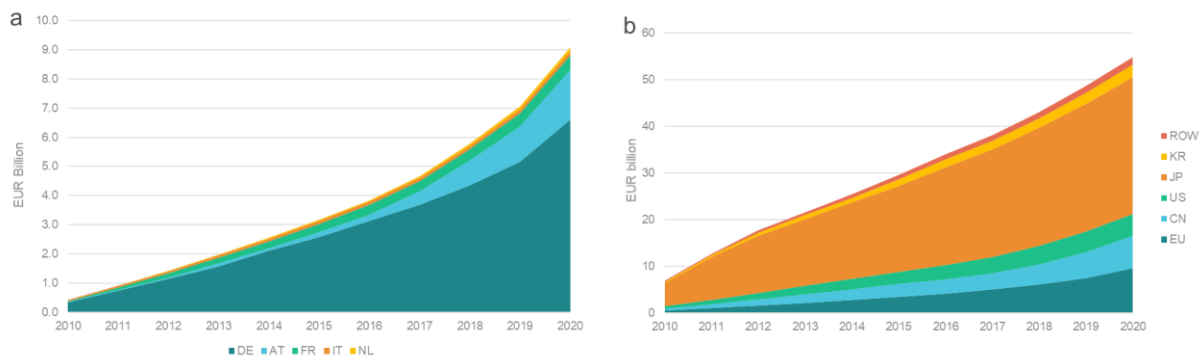 a
10.0
9.0
8.0
7.0
6.0
5.0
4.0
3.0
2.0
1.0
0.0
EUR Billion
2010 2011 2012 2013 2014 2015 2016 2017 2018 2019 2020
DE AT FR IT NL
b
60
50
40
30
20
10
0
EUR billion
2010 2011 2012 2013 2014 2015 2016 2017 2018 2019 2020
ROW
KR
JP
US
CN
EU